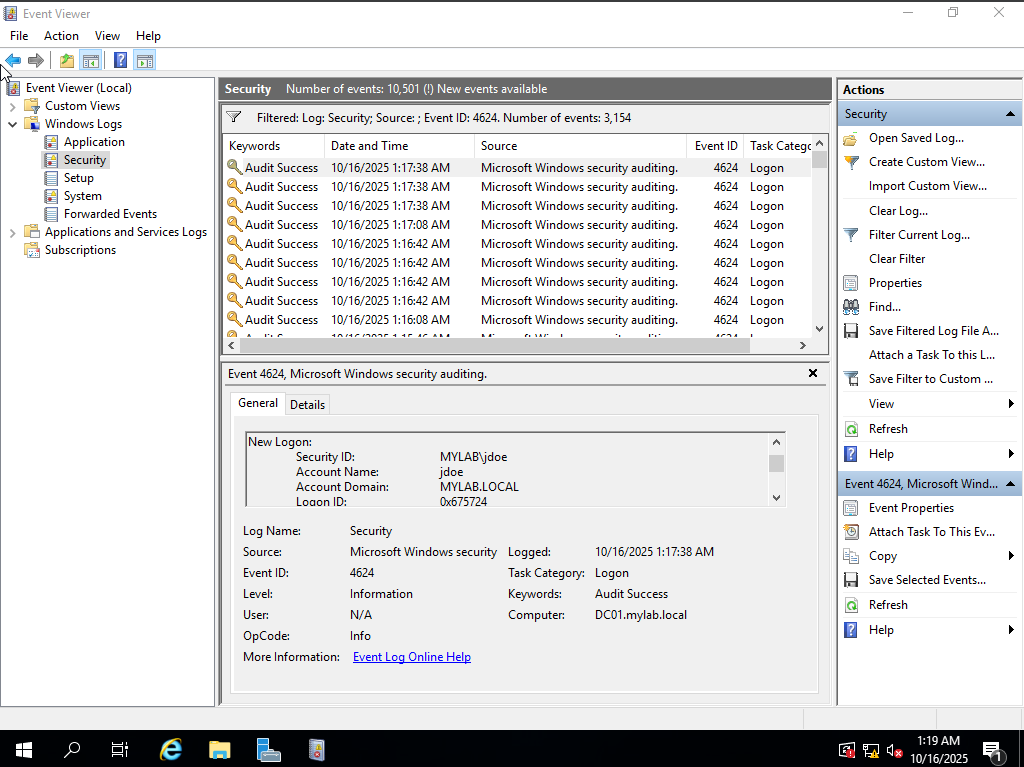 Event Viewer
File Action View Help
Event Viewer (Local)
Custom Views
Windows Logs
Application
Security
Setup
System
Forwarded Events
Applications and Services Logs
Subscriptions
Security Number of events: 10,501 (!) New events available
Filtered: Log: Security; Source: ; Event ID: 4624. Number of events: 3,154
Keywords Date and Time Source Event ID Task Catego
Audit Success 10/16/2025 1:17:38 AM Microsoft Windows security auditing. 4624 Logon
Audit Success 10/16/2025 1:17:38 AM Microsoft Windows security auditing. 4624 Logon
Audit Success 10/16/2025 1:17:38 AM Microsoft Windows security auditing. 4624 Logon
Audit Success 10/16/2025 1:17:08 AM Microsoft Windows security auditing. 4624 Logon
Audit Success 10/16/2025 1:16:42 AM Microsoft Windows security auditing. 4624 Logon
Audit Success 10/16/2025 1:16:42 AM Microsoft Windows security auditing. 4624 Logon
Audit Success 10/16/2025 1:16:42 AM Microsoft Windows security auditing. 4624 Logon
Audit Success 10/16/2025 1:16:42 AM Microsoft Windows security auditing. 4624 Logon
Audit Success 10/16/2025 1:16:08 AM Microsoft Windows security auditing. 4624 Logon
Event 4624, Microsoft Windows security auditing.
General Details
New Logon:
Security ID: MYLAB\jdoe
Account Name: jdoe
Account Domain: MYLAB.LOCAL
Logon ID: 0x675724
Log Name: Security
Source: Microsoft Windows security Logged: 10/16/2025 1:17:38 AM
Event ID: 4624 Task Category: Logon
Level: Information Keywords: Audit Success
User: N/A Computer: DC01.mylab.local
OpCode: Info
More Information: Event Log Online Help
Actions
Security
Open Saved Log...
Create Custom View...
Import Custom View...
Clear Log...
Filter Current Log...
Clear Filter
Properties
Find...
Save Filtered Log File A...
Attach a Task To this L...
Save Filter to Custom ...
View
Refresh
Help
Event 4624, Microsoft Wind...
Event Properties
Attach Task To This Ev...
Copy
Save Selected Events...
Refresh
Help
1:19 AM
10/16/2025
1